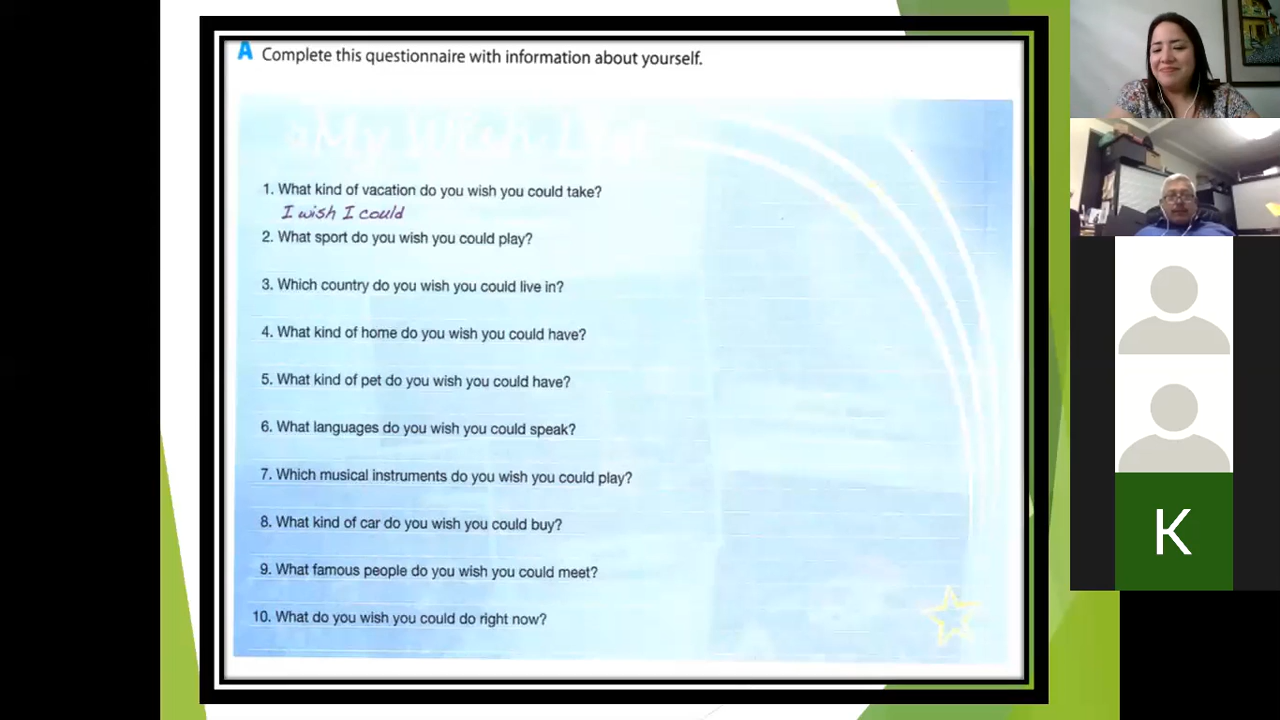 A Complete this questionnaire with information about yourself.
My Wish List
1. What kind of vacation do you wish you could take?
I wish I could
2. What sport do you wish you could play?
3. Which country do you wish you could live in?
4. What kind of home do you wish you could have?
5. What kind of pet do you wish you could have?
6. What languages do you wish you could speak?
7. Which musical instruments do you wish you could play?
8. What kind of car do you wish you could buy?
9. What famous people do you wish you could meet?
10. What do you wish you could do right now?
K